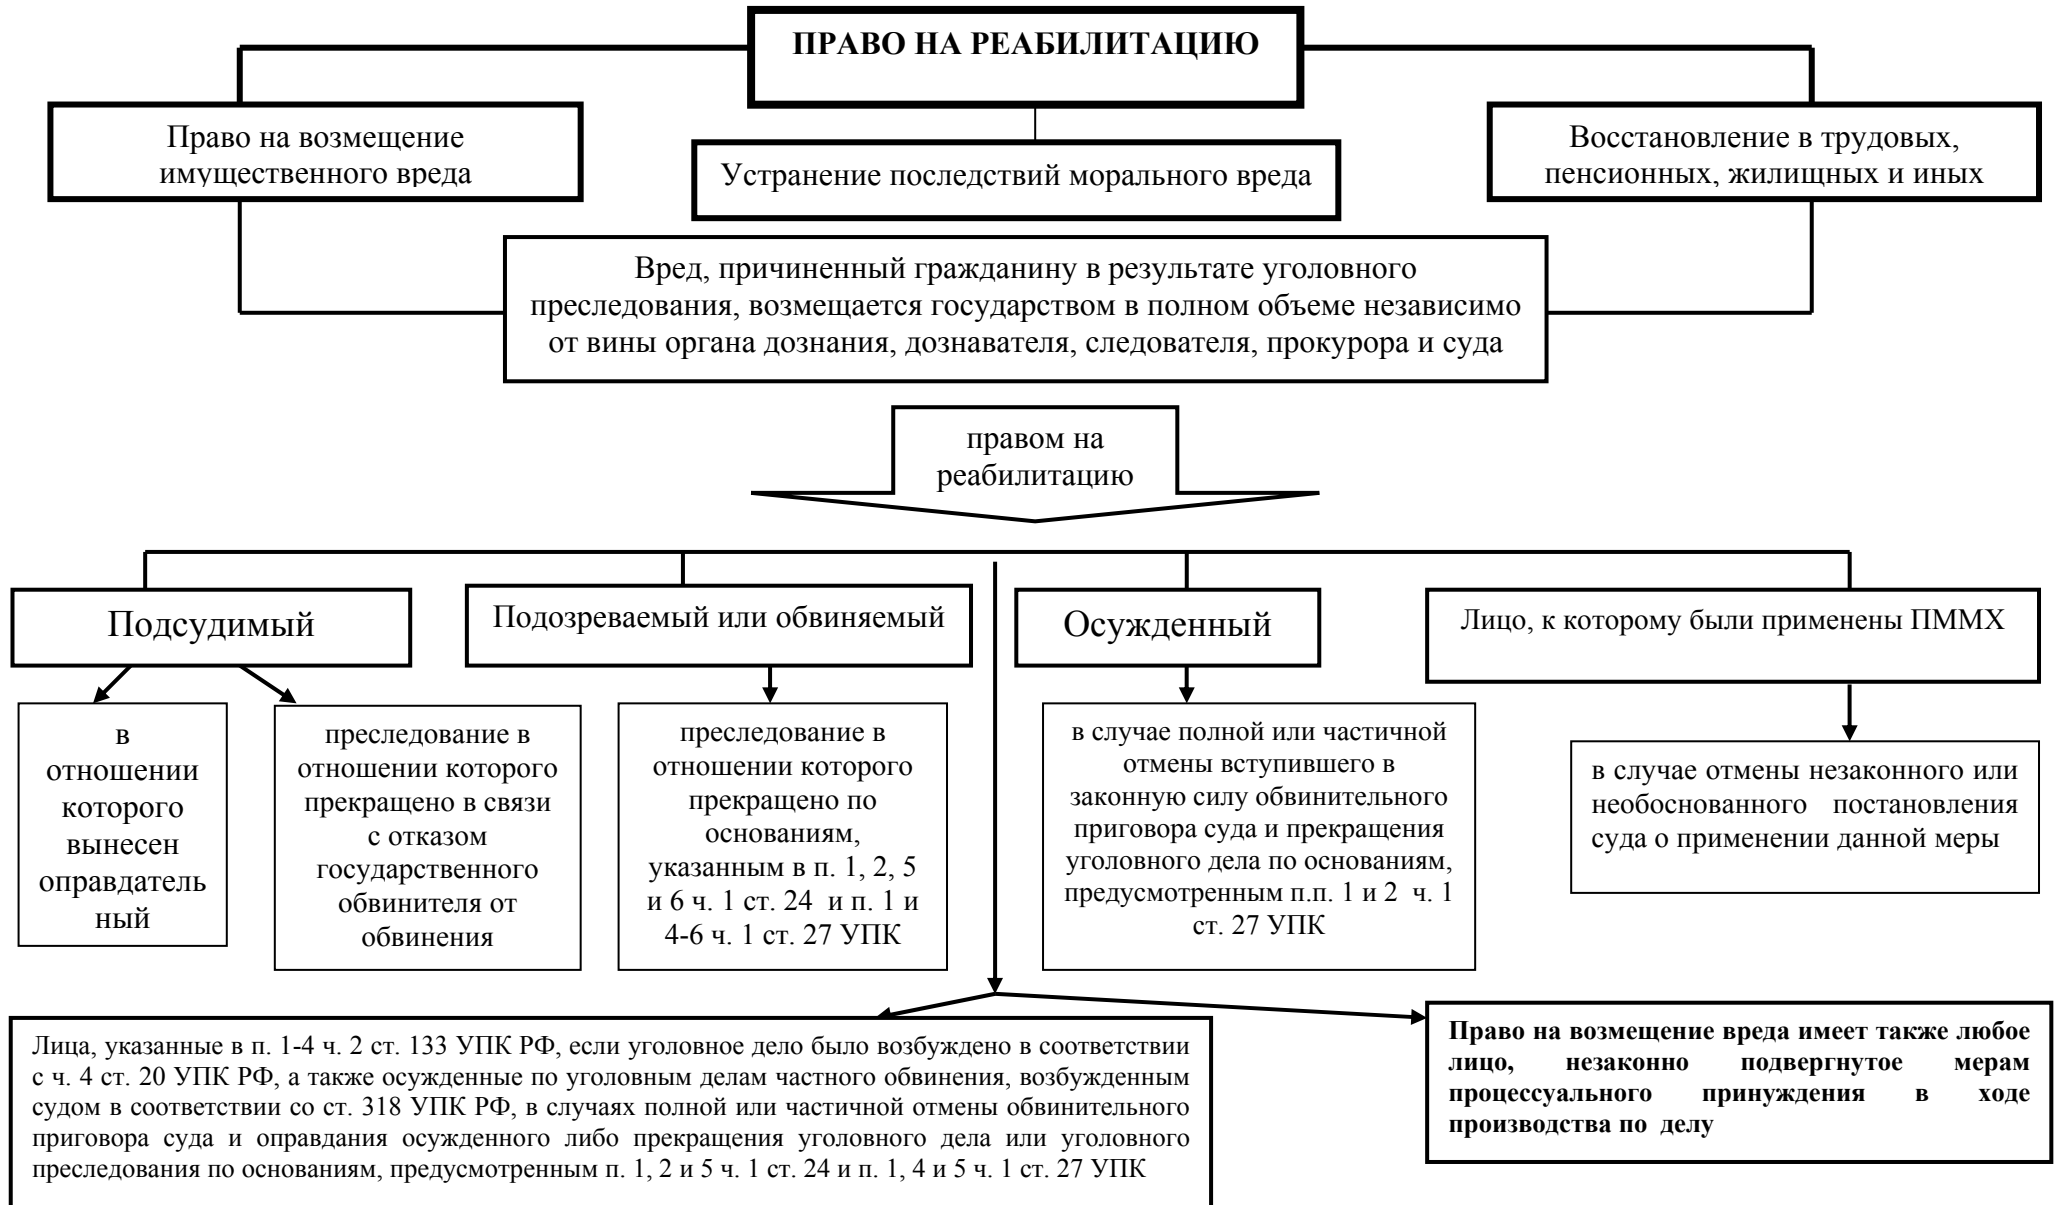 ПРАВО НА РЕАБИЛИТАЦИЮ
Право на возмещение
имущественного вреда
Устранение последствий морального вреда
Восстановление в трудовых,
пенсионных, жилищных и иных
Вред, причиненный гражданину в результате уголовного
преследования, возмещается государством в полном объеме независимо
от вины органа дознания, дознавателя, следователя, прокурора и суда
правом на
реабилитацию
Подсудимый
Подозреваемый или обвиняемый
Осужденный
Лицо, к которому были применены ПММХ
в
отношении
которого
вынесен
оправдатель
ный
преследование в
отношении которого
прекращено в связи
с отказом
государственного
обвинителя от
обвинения
преследование в
отношении которого
прекращено по
основаниям,
указанным в п. 1, 2, 5
и 6 ч. 1 ст. 24 и п. 1 и
4-6 ч. 1 ст. 27 УПК
в случае полной или частичной
отмены вступившего в
законную силу обвинительного
приговора суда и прекращения
уголовного дела по основаниям,
предусмотренным п.п. 1 и 2 ч. 1
ст. 27 УПК
в случае отмены незаконного или
необоснованного постановления
суда о применении данной меры
Лица, указанные в п. 1-4 ч. 2 ст. 133 УПК РФ, если уголовное дело было возбуждено в соответствии
с ч. 4 ст. 20 УПК РФ, а также осужденные по уголовным делам частного обвинения, возбужденным
судом в соответствии со ст. 318 УПК РФ, в случаях полной или частичной отмены обвинительного
приговора суда и оправдания осужденного либо прекращения уголовного дела или уголовного
преследования по основаниям, предусмотренным п. 1, 2 и 5 ч. 1 ст. 24 и п. 1, 4 и 5 ч. 1 ст. 27 УПК
Право на возмещение вреда имеет также любое
лицо, незаконно подвергнутое мерам
процессуального принуждения в ходе
производства по делу